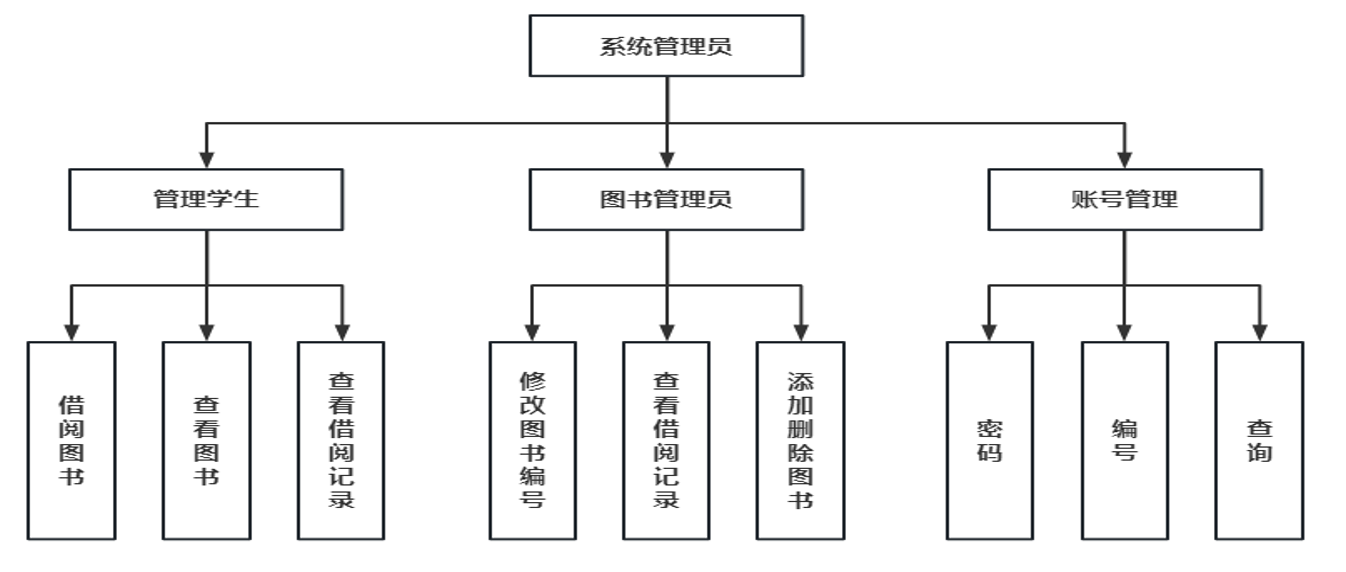 系统管理员
管理学生
图书管理员
账号管理
借阅图书
查看图书
查看借阅记录
修改图书编号
查看借阅记录
添加删除图书
密码
编号
查询